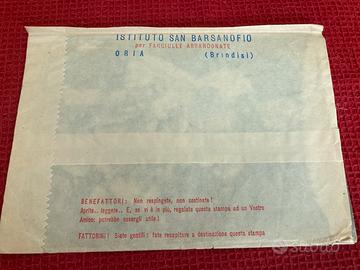 ISTITUTO SAN BARSANOFIO
per FANCIULLE ABBANDONATE
ORIA (Brindisi)
BENEFATTORI: Non respingete, non cestinate!
Aprite.. leggete.. E, se vi è in più, regalate questa stampa ad un Vostro
Amico: potrebbe essergli utile!
FATTORINI! Siate gentili: fate recapitare a destinazione questa stampa
subito